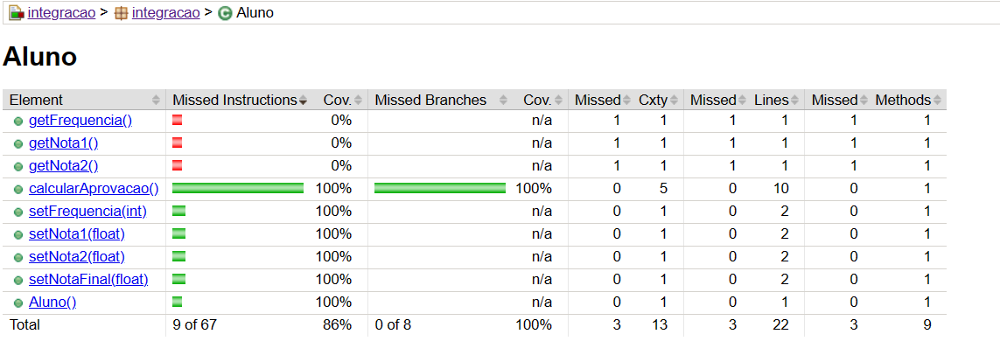 integracao > integracao > Aluno
Aluno
Element Missed Instructions Cov. Missed Branches Cov. Missed Cxty Missed Lines Missed Methods
getFrequencia() 0% n/a 1 1 1 1 1 1
getNota1() 0% n/a 1 1 1 1 1 1
getNota2() 0% n/a 1 1 1 1 1 1
calcularAprovacao() 100% 100% 0 5 0 10 0 1
setFrequencia(int) 100% n/a 0 1 0 2 0 1
setNota1(float) 100% n/a 0 1 0 2 0 1
setNota2(float) 100% n/a 0 1 0 2 0 1
setNotaFinal(float) 100% n/a 0 1 0 2 0 1
Aluno() 100% n/a 0 1 0 1 0 1
Total 9 of 67 86% 0 of 8 100% 3 13 3 22 3 9